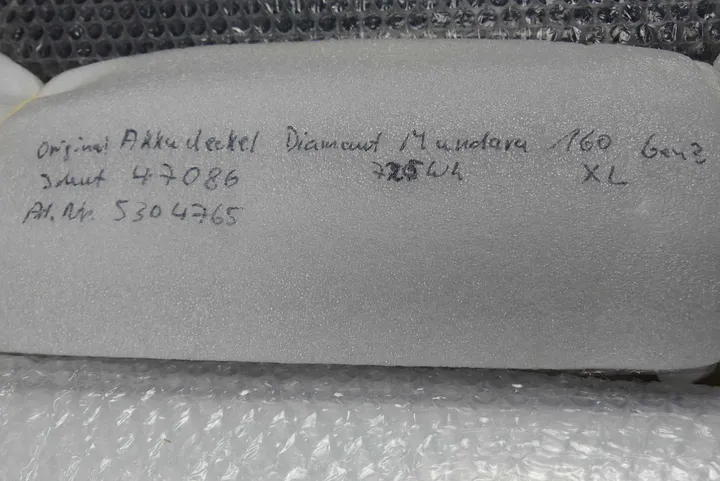 Original Akkudeckel Diamant Mandara 160 Gen2
47086 725Wh XL
Art.Nr. 5304765